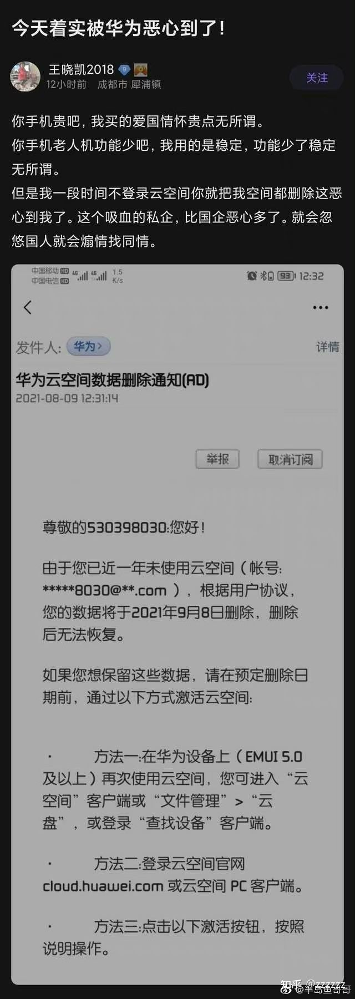 今天着实被华为恶心到了!
王晓凯2018 9
12小时前 成都市 犀浦镇
关注
你手机贵吧，我买的爱国情怀贵点无所谓。
你手机老人机功能少吧，我用的是稳定，功能少了稳定
无所谓。
但是我一段时间不登录云空间你就把我空间都删除这恶
心到我了。这个吸血的私企，比国企恶心多了。就会忽
悠国人就会煽情找同情。
中国移动 HD 4G 4G 1.5
中国电信 HD K/s
93 12:32
发件人: 华为>
详情
华为云空间数据删除通知(AD)
2021-08-09 12:31:14
举报 取消订阅
尊敬的530398030:您好!
由于您已近一年未使用云空间（帐号:
*****8030@**.com ），根据用户协议，
您的数据将于2021年9月8日删除，删除
后无法恢复。
如果您想保留这些数据，请在预定删除日
期前，通过以下方式激活云空间:
· 方法一:在华为设备上（EMUI 5.0
及以上）再次使用云空间，您可进入“云
空间”客户端或“文件管理”>“云
盘”，或登录“查找设备”客户端。
· 方法二:登录云空间官网
cloud.huawei.com 或云空间 PC 客户端。
· 方法三:点击以下激活按钮，按照
说明操作。
知乎 @zzzzzz
@半岛鱼哥哥